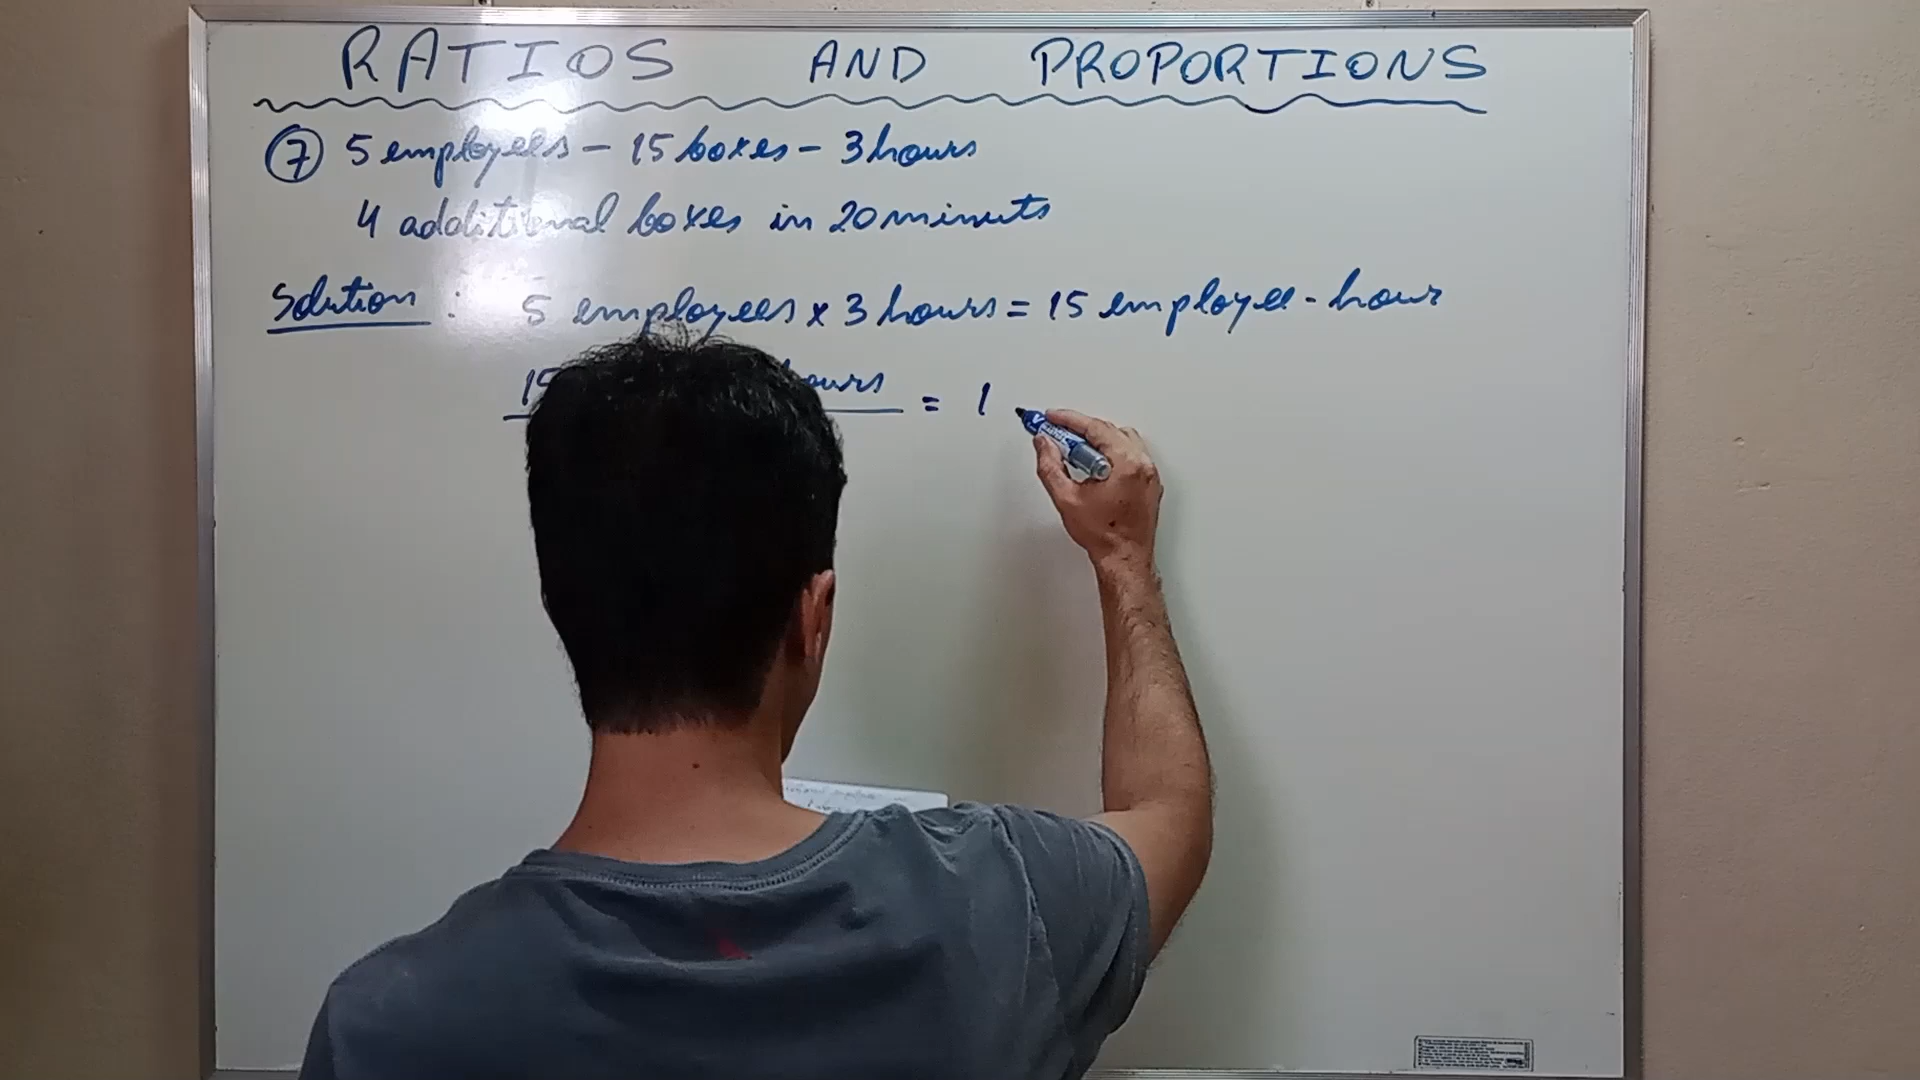 RATIOS AND PROPORTIONS
7 5 employees - 15 boxes - 3 hours
4 additional boxes in 20 minuts
Solution : 5 employees x 3 hours = 15 employee - hour
15 = 1